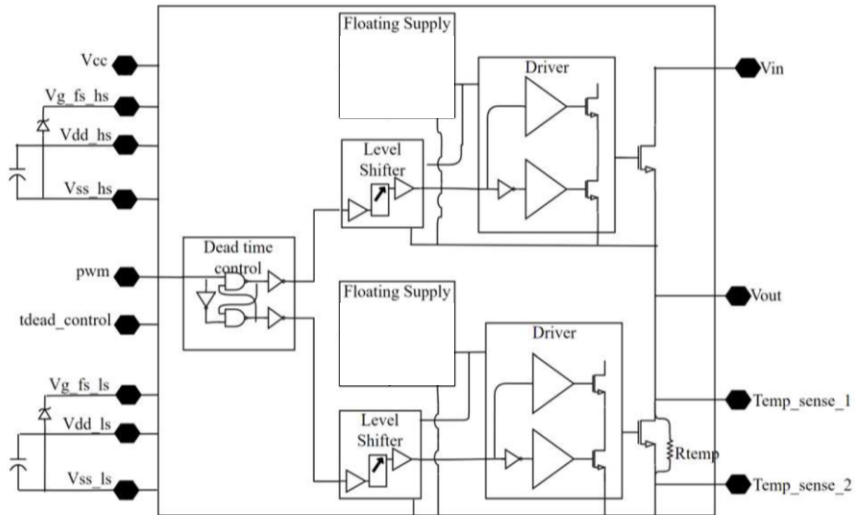 Floating Supply
Vcc
Driver
Vin
Vg_fs_hs
Vdd_hs
Level
Shifter
Vss_hs
Dead time
control
pwm
Floating Supply
Vout
tdead_control
Driver
Vg_fs_ls
Temp_sense_1
Vdd_ls
Level
Shifter
Rtemp
Vss_ls
Temp_sense_2